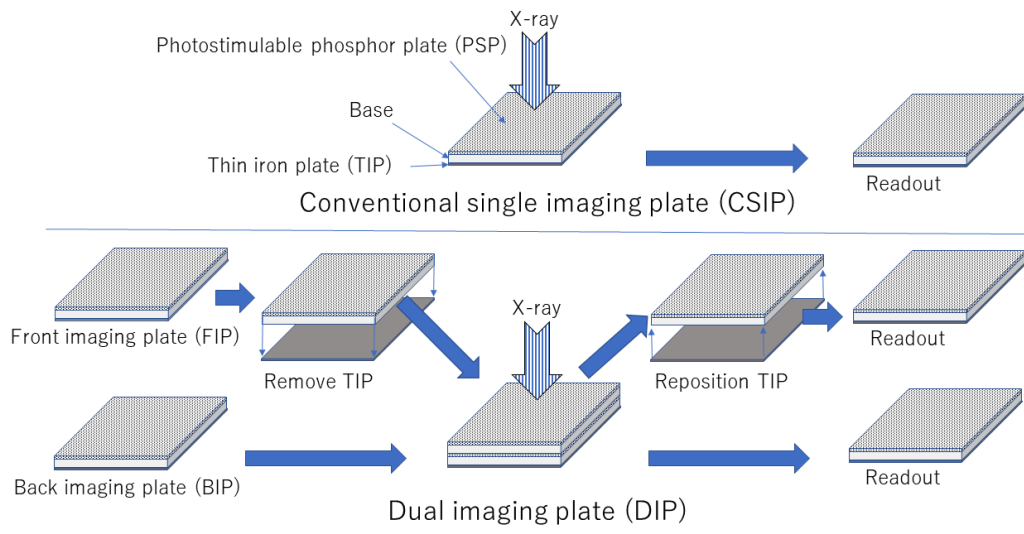 X-ray
Photostimulable phosphor plate (PSP)
Base
Thin iron plate (TIP)
Readout
Conventional single imaging plate (CSIP)
Front imaging plate (FIP)
Remove TIP
X-ray
Reposition TIP
Readout
Back imaging plate (BIP)
Readout
Dual imaging plate (DIP)